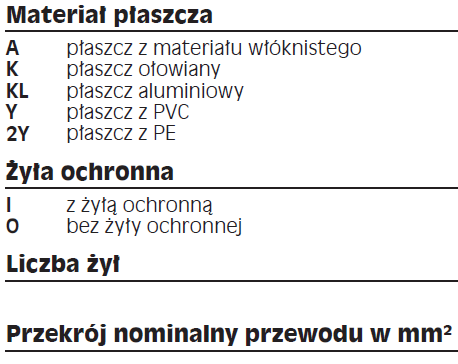 Materiał płaszcza
A płaszcz z materiału włóknistego
K płaszcz ołowiany
KL płaszcz aluminiowy
Y płaszcz z PVC
2Y płaszcz z PE
Żyła ochronna
I z żyłą ochronną
O bez żyły ochronnej
Liczba żył
Przekrój nominalny przewodu w mm²